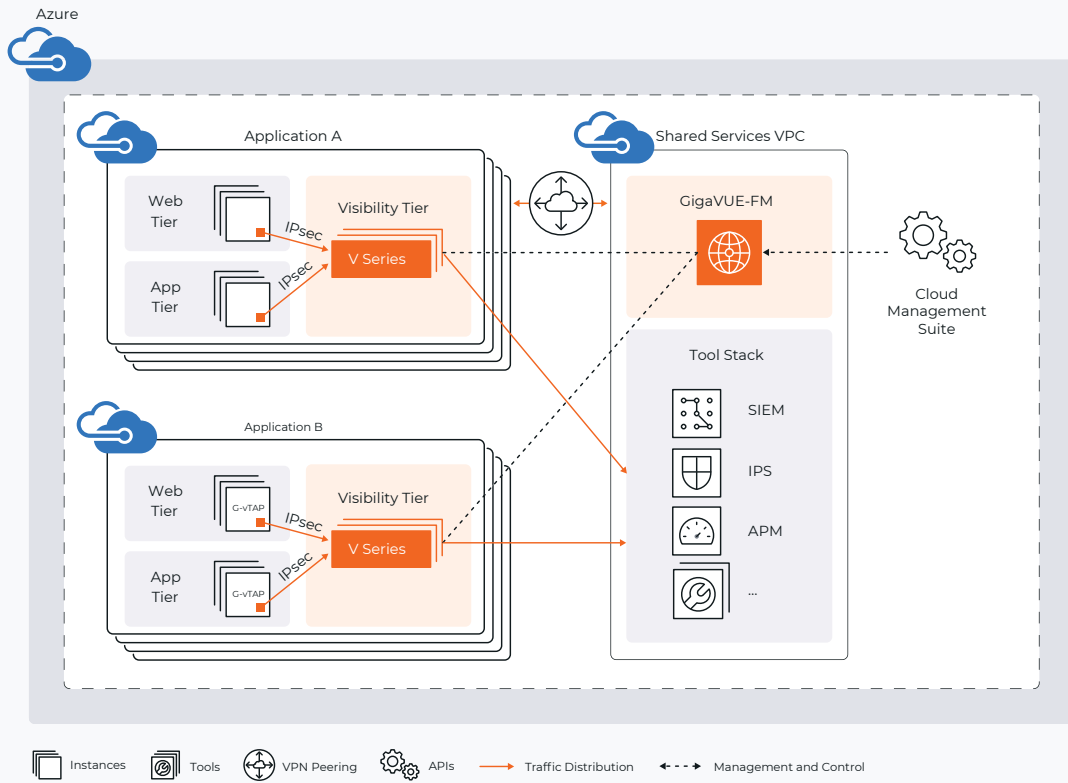 Azure
Application A
Web
Tier
IPsec
App
Tier
IPsec
Visibility Tier
V Series
Shared Services VPC
GigaVUE-FM
Cloud
Management
Suite
Tool Stack
SIEM
IPS
APM
...
Application B
Web
Tier
G-vTAP
IPsec
App
Tier
G-vTAP
IPsec
Visibility Tier
V Series
Instances
Tools
VPN Peering
APIs
Traffic Distribution
Management and Control